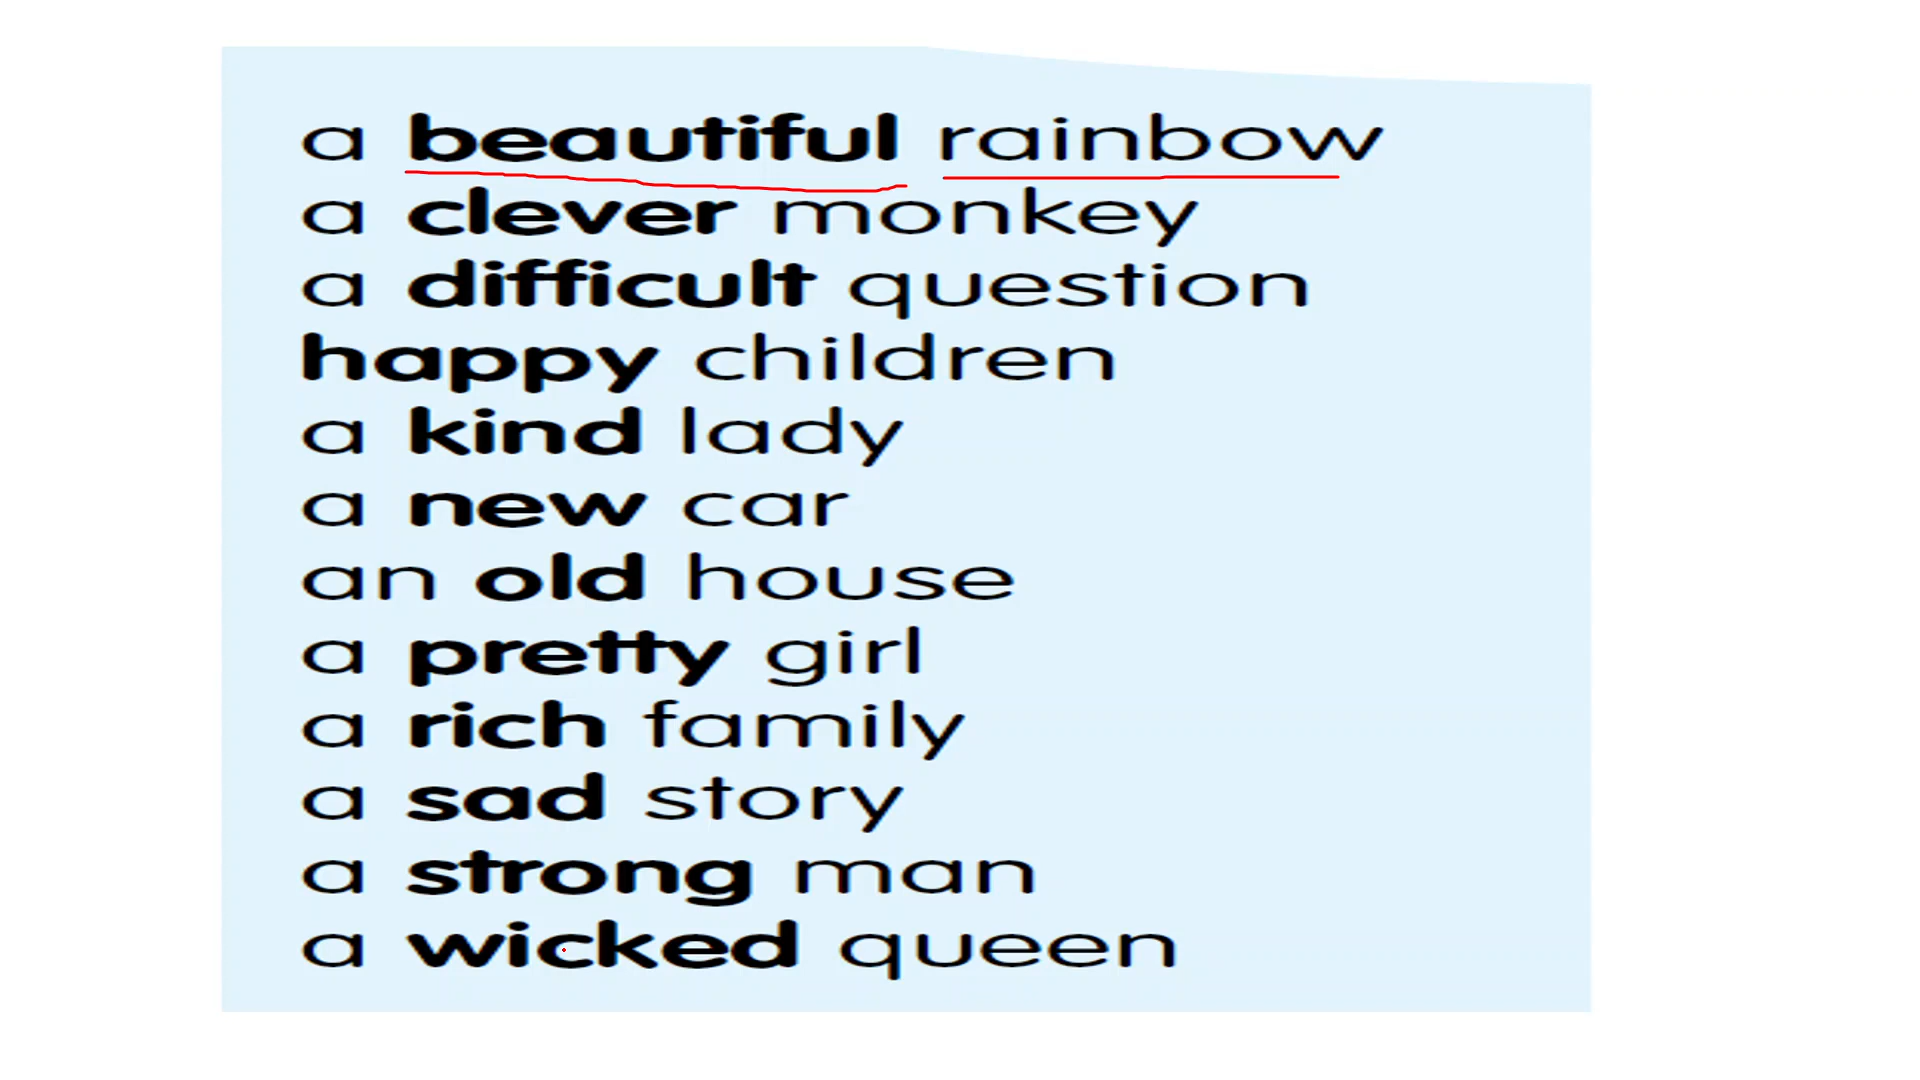 a beautiful rainbow
a clever monkey
a difficult question
happy children
a kind lady
a new car
an old house
a pretty girl
a rich family
a sad story
a strong man
a wicked queen